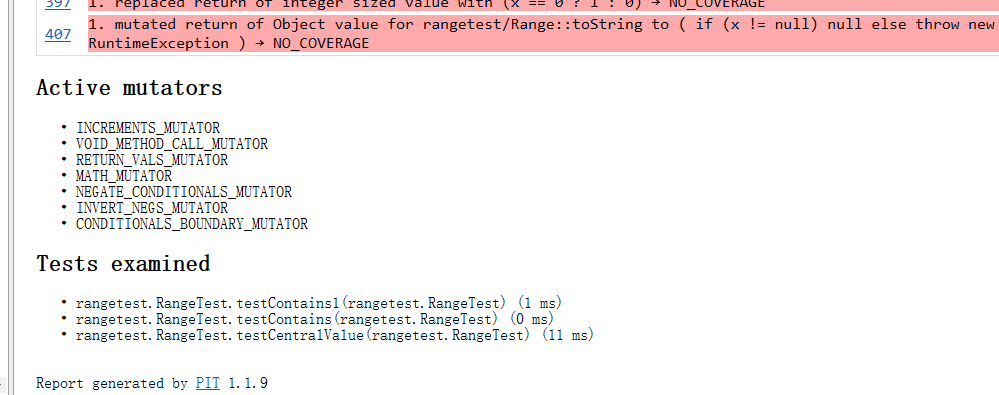 397 1. replaced return of integer sized value with (x == 0 ? 1 : 0) → NO_COVERAGE
407 1. mutated return of Object value for rangetest/Range::toString to ( if (x != null) null else throw new
RuntimeException ) → NO_COVERAGE
Active mutators
• INCREMENTS_MUTATOR
• VOID_METHOD_CALL_MUTATOR
• RETURN_VALS_MUTATOR
• MATH_MUTATOR
• NEGATE_CONDITIONALS_MUTATOR
• INVERT_NEGS_MUTATOR
• CONDITIONALS_BOUNDARY_MUTATOR
Tests examined
• rangetest.RangeTest.testContains1(rangetest.RangeTest) (1 ms)
• rangetest.RangeTest.testContains(rangetest.RangeTest) (0 ms)
• rangetest.RangeTest.testCentralValue(rangetest.RangeTest) (11 ms)
Report generated by PIT 1.1.9